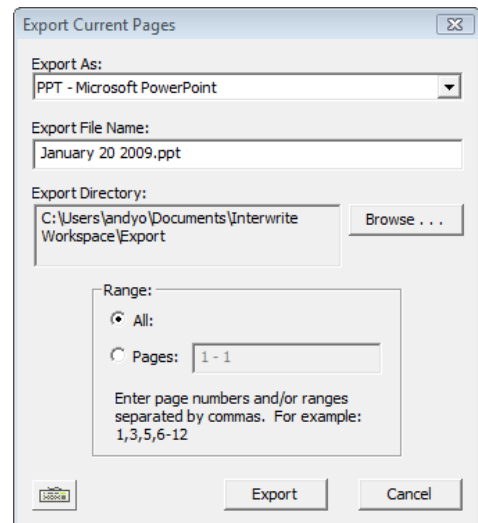 Export Current Pages
Export As:
PPT - Microsoft PowerPoint
Export File Name:
January 20 2009.ppt
Export Directory:
C:\Users\andyo\Documents\Interwrite
Workspace\Export
Browse . . .
Range:
All:
Pages: 1 - 1
Enter page numbers and/or ranges
separated by commas. For example:
1,3,5,6-12
Export Cancel